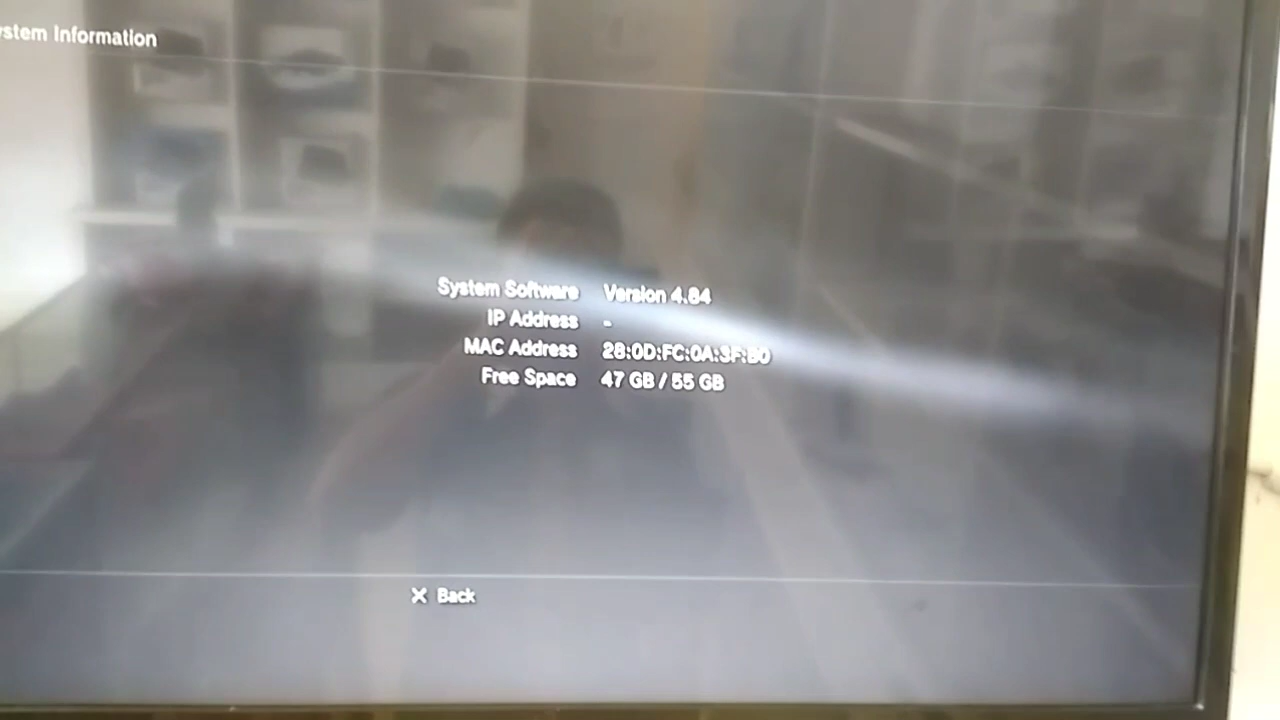 ystem Information
System Software Version 4.84
IP Address -
MAC Address 28:0D:FC:0A:3F:B0
Free Space 47 GB / 55 GB
X Back